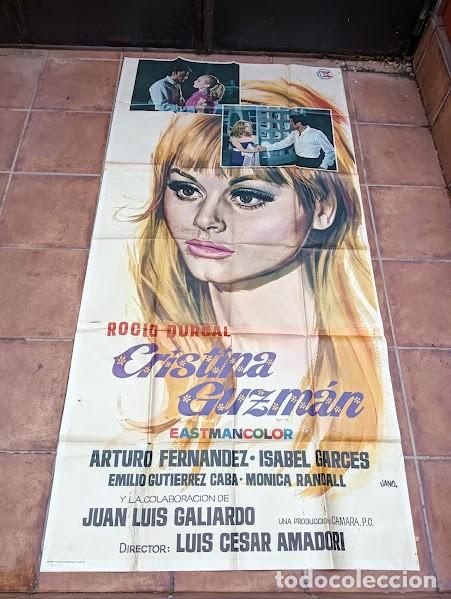 ROCIO DURCAL
Cristina
Guzmán
EASTMANCOLOR
ARTURO FERNANDEZ · ISABEL GARCES
EMILIO GUTIERREZ CABA · MONICA RANDALL
JANO.
Y LA COLABORACION DE
JUAN LUIS GALIARDO
UNA PRODUCCION CAMARA, P.C.
DIRECTOR: LUIS CESAR AMADORI
todocoleccion